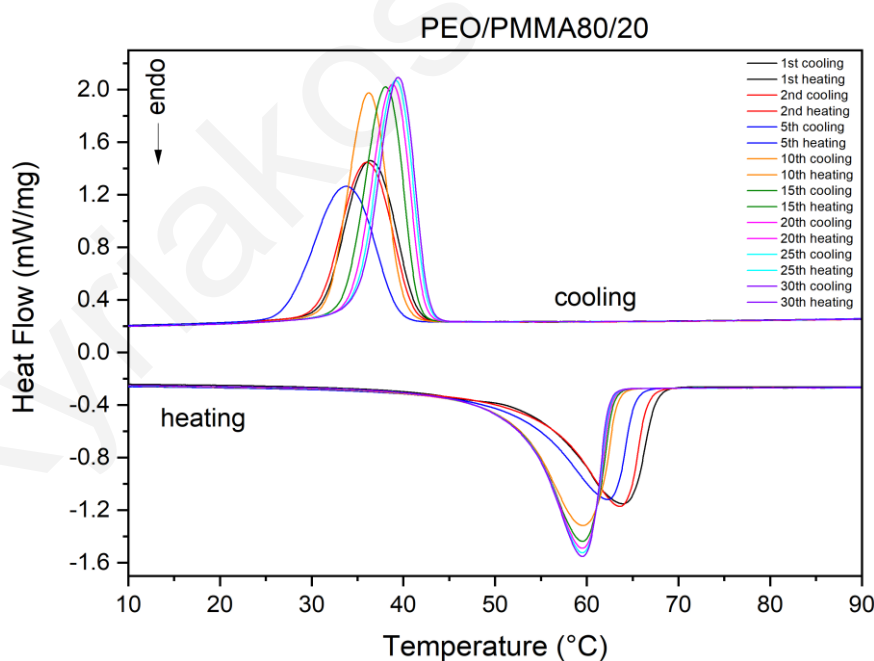 PEO/PMMA80/20
endo
Heat Flow (mW/mg)
2.0
1.6
1.2
0.8
0.4
0.0
-0.4
-0.8
-1.2
-1.6
1st cooling
1st heating
2nd cooling
2nd heating
5th cooling
5th heating
10th cooling
10th heating
15th cooling
15th heating
20th cooling
20th heating
25th cooling
25th heating
30th cooling
30th heating
cooling
heating
10 20 30 40 50 60 70 80 90
Temperature (°C)
kyriakos